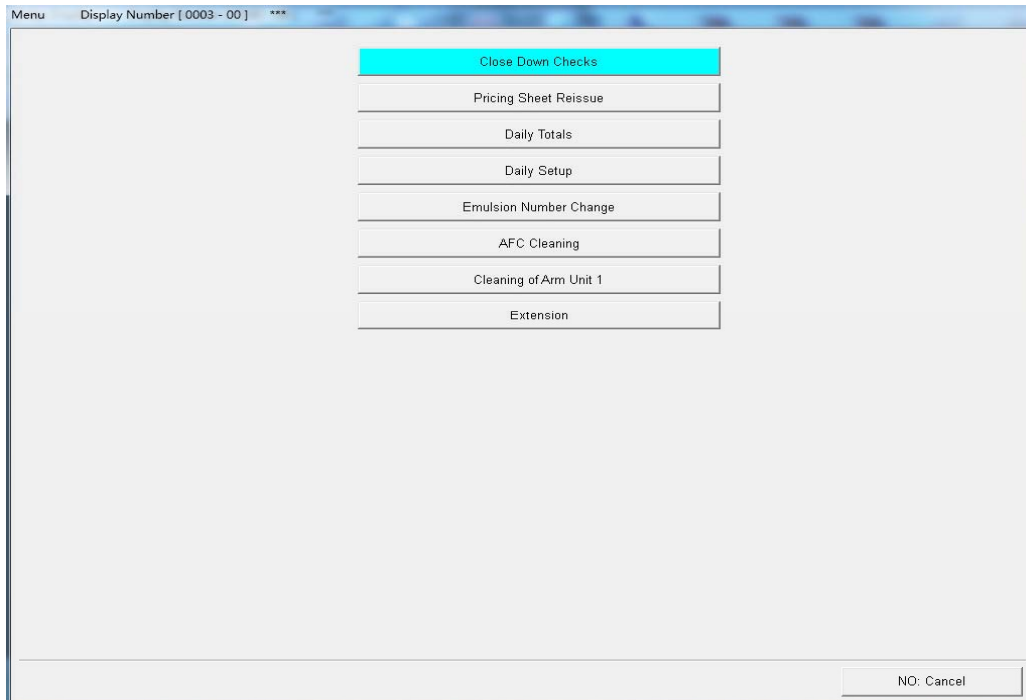 Menu Display Number [ 0003 - 00 ] ***
Close Down Checks
Pricing Sheet Reissue
Daily Totals
Daily Setup
Emulsion Number Change
AFC Cleaning
Cleaning of Arm Unit 1
Extension
NO: Cancel